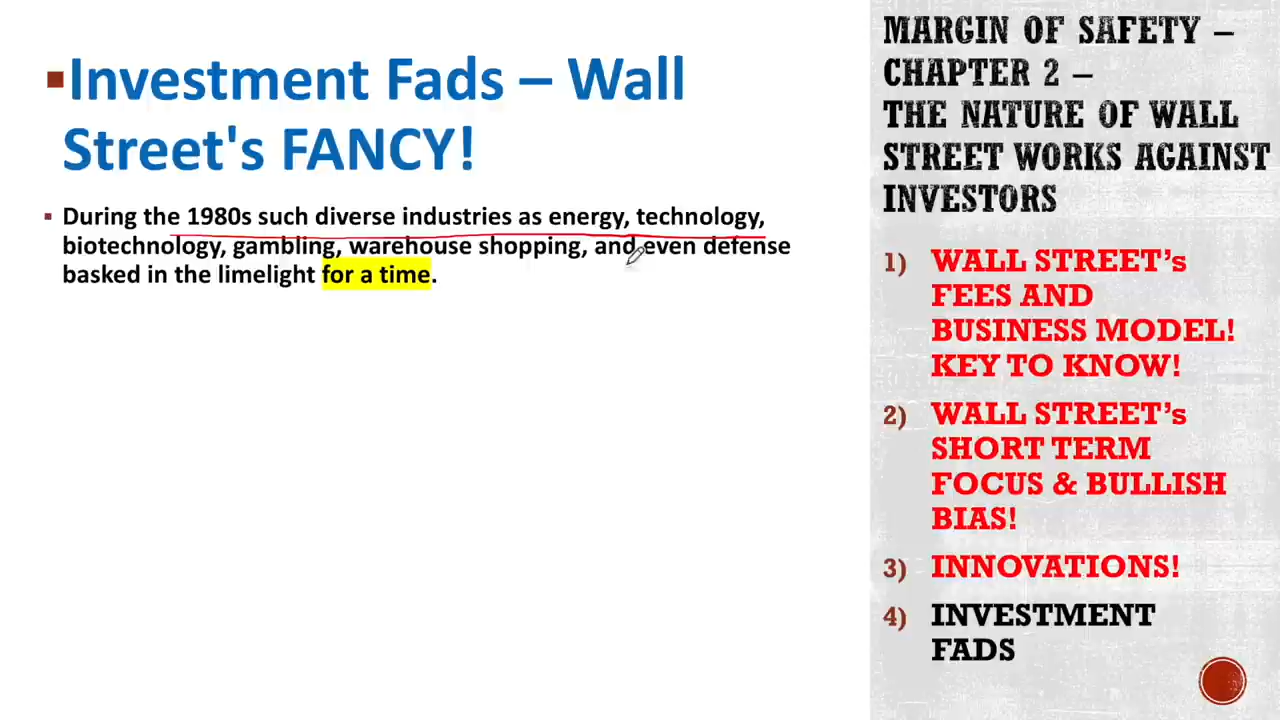 ▪Investment Fads – Wall
Street's FANCY!
▪ During the 1980s such diverse industries as energy, technology,
biotechnology, gambling, warehouse shopping, and even defense
basked in the limelight for a time.
MARGIN OF SAFETY –
CHAPTER 2 –
THE NATURE OF WALL
STREET WORKS AGAINST
INVESTORS
1) WALL STREET's
FEES AND
BUSINESS MODEL!
KEY TO KNOW!
2) WALL STREET's
SHORT TERM
FOCUS & BULLISH
BIAS!
3) INNOVATIONS!
4) INVESTMENT
FADS